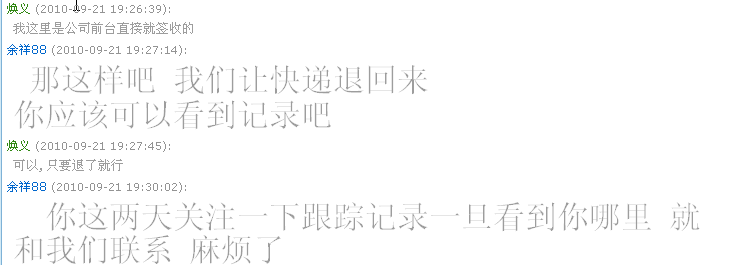 焕义 (2010-09-21 19:26:39):
我这里是公司前台直接就签收的
余祥88 (2010-09-21 19:27:14):
那这样吧 我们让快递退回来
你应该可以看到记录吧
焕义 (2010-09-21 19:27:45):
可以,只要退了就行
余祥88 (2010-09-21 19:30:02):
你这两天关注一下跟踪记录一旦看到你哪里 就
和我们联系 麻烦了